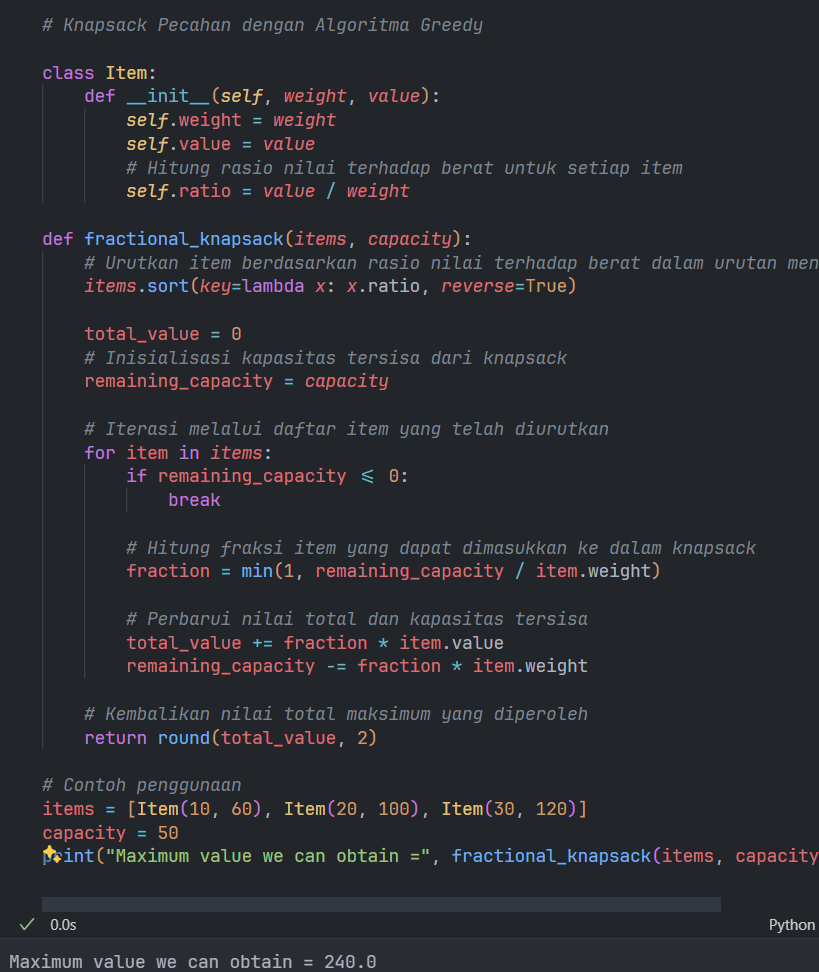 # Knapsack Pecahan dengan Algoritma Greedy
class Item:
def __init__(self, weight, value):
self.weight = weight
self.value = value
# Hitung rasio nilai terhadap berat untuk setiap item
self.ratio = value / weight
def fractional_knapsack(items, capacity):
# Urutkan item berdasarkan rasio nilai terhadap berat dalam urutan men
items.sort(key=lambda x: x.ratio, reverse=True)
total_value = 0
# Inisialisasi kapasitas tersisa dari knapsack
remaining_capacity = capacity
# Iterasi melalui daftar item yang telah diurutkan
for item in items:
if remaining_capacity <= 0:
break
# Hitung fraksi item yang dapat dimasukkan ke dalam knapsack
fraction = min(1, remaining_capacity / item.weight)
# Perbarui nilai total dan kapasitas tersisa
total_value += fraction * item.value
remaining_capacity -= fraction * item.weight
# Kembalikan nilai total maksimum yang diperoleh
return round(total_value, 2)
# Contoh penggunaan
items = [Item(10, 60), Item(20, 100), Item(30, 120)]
capacity = 50
print("Maximum value we can obtain =", fractional_knapsack(items, capacity
0.0s
Python
Maximum value we can obtain = 240.0